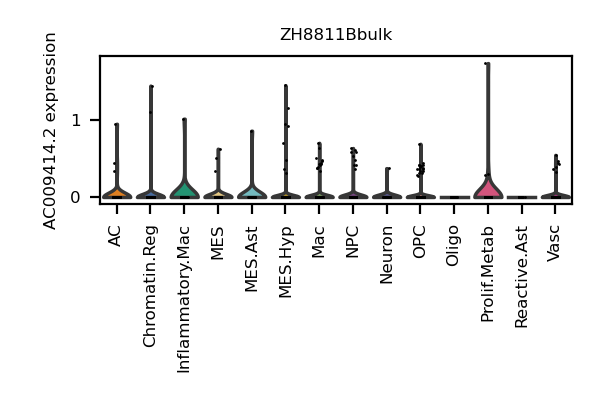 ZH8811Bbulk
AC009414.2 expression
1
0
AC
Chromatin.Reg
Inflammatory.Mac
MES
MES.Ast
MES.Hyp
Mac
NPC
Neuron
OPC
Oligo
Prolif.Metab
Reactive.Ast
Vasc